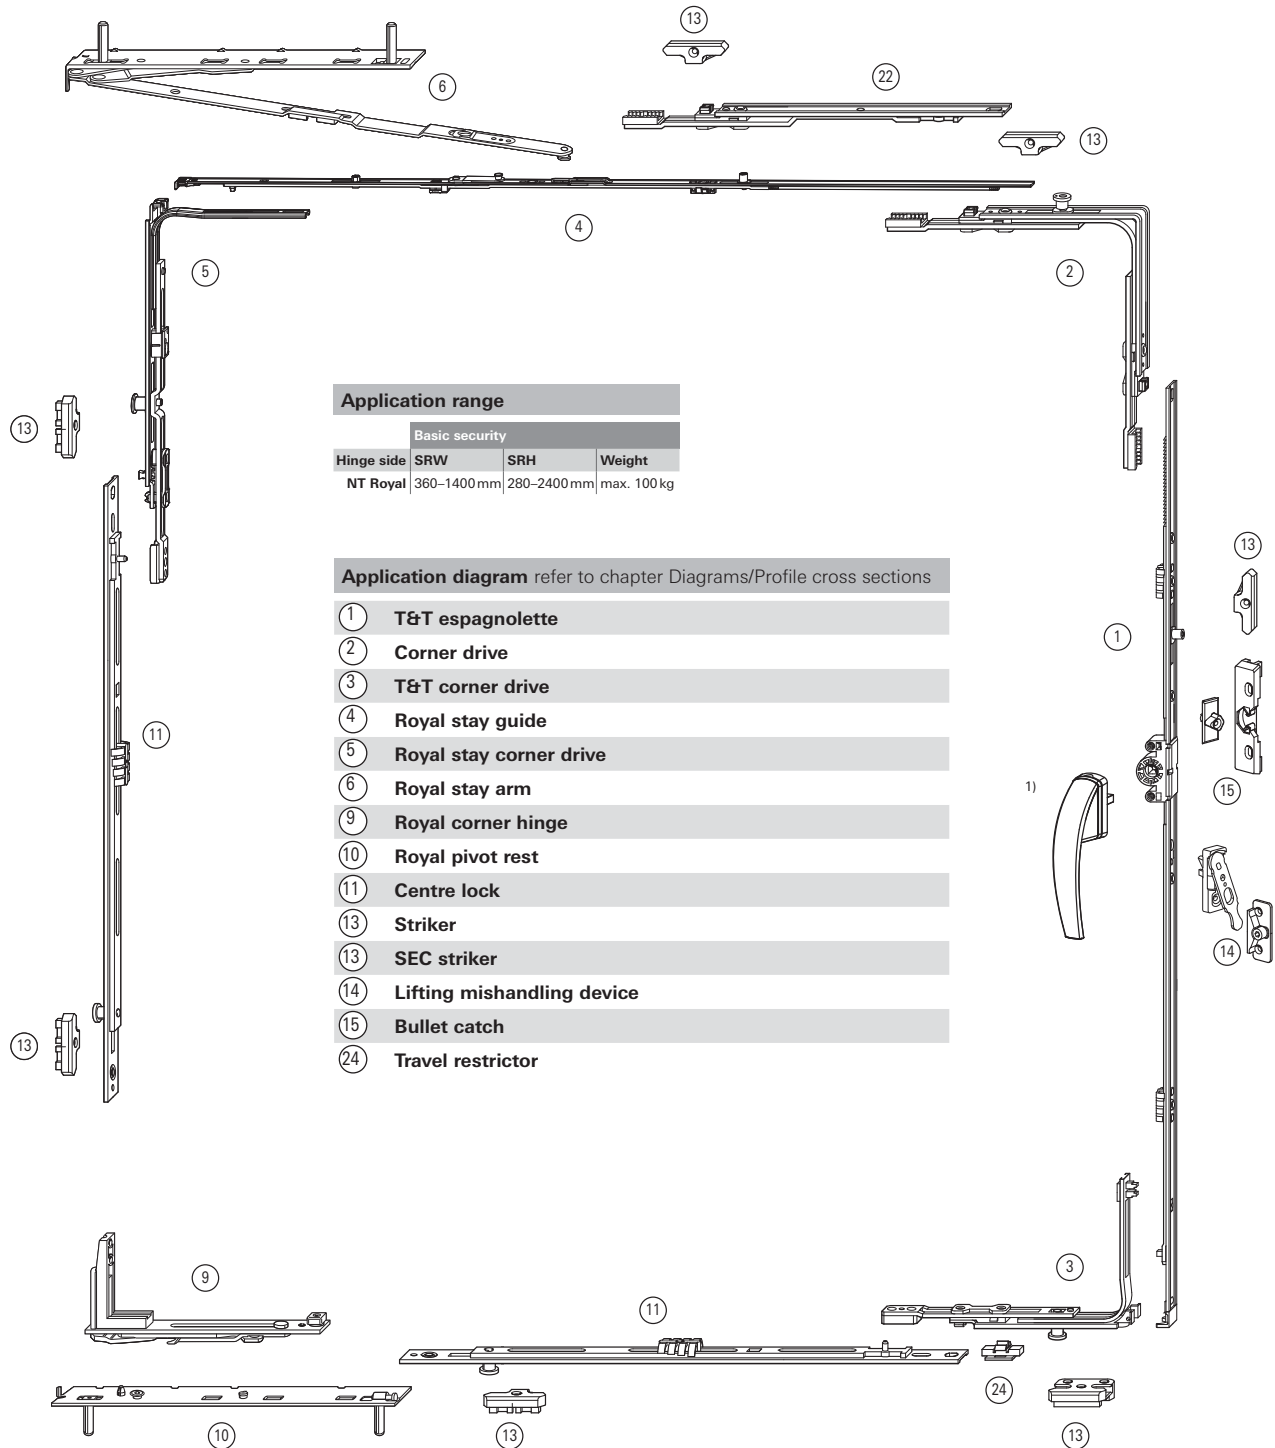 13
6
22
13
4
5
2
13
Application range
Basic security
Hinge side SRW SRH Weight
NT Royal 360–1400 mm 280–2400 mm max. 100 kg
13
Application diagram refer to chapter Diagrams/Profile cross sections
1 T&T espagnolette
2 Corner drive
3 T&T corner drive
4 Royal stay guide
5 Royal stay corner drive
6 Royal stay arm
9 Royal corner hinge
10 Royal pivot rest
11 Centre lock
13 Striker
13 SEC striker
14 Lifting mishandling device
15 Bullet catch
24 Travel restrictor
1
11
1)
15
14
13
9
3
11
24
10
13
13